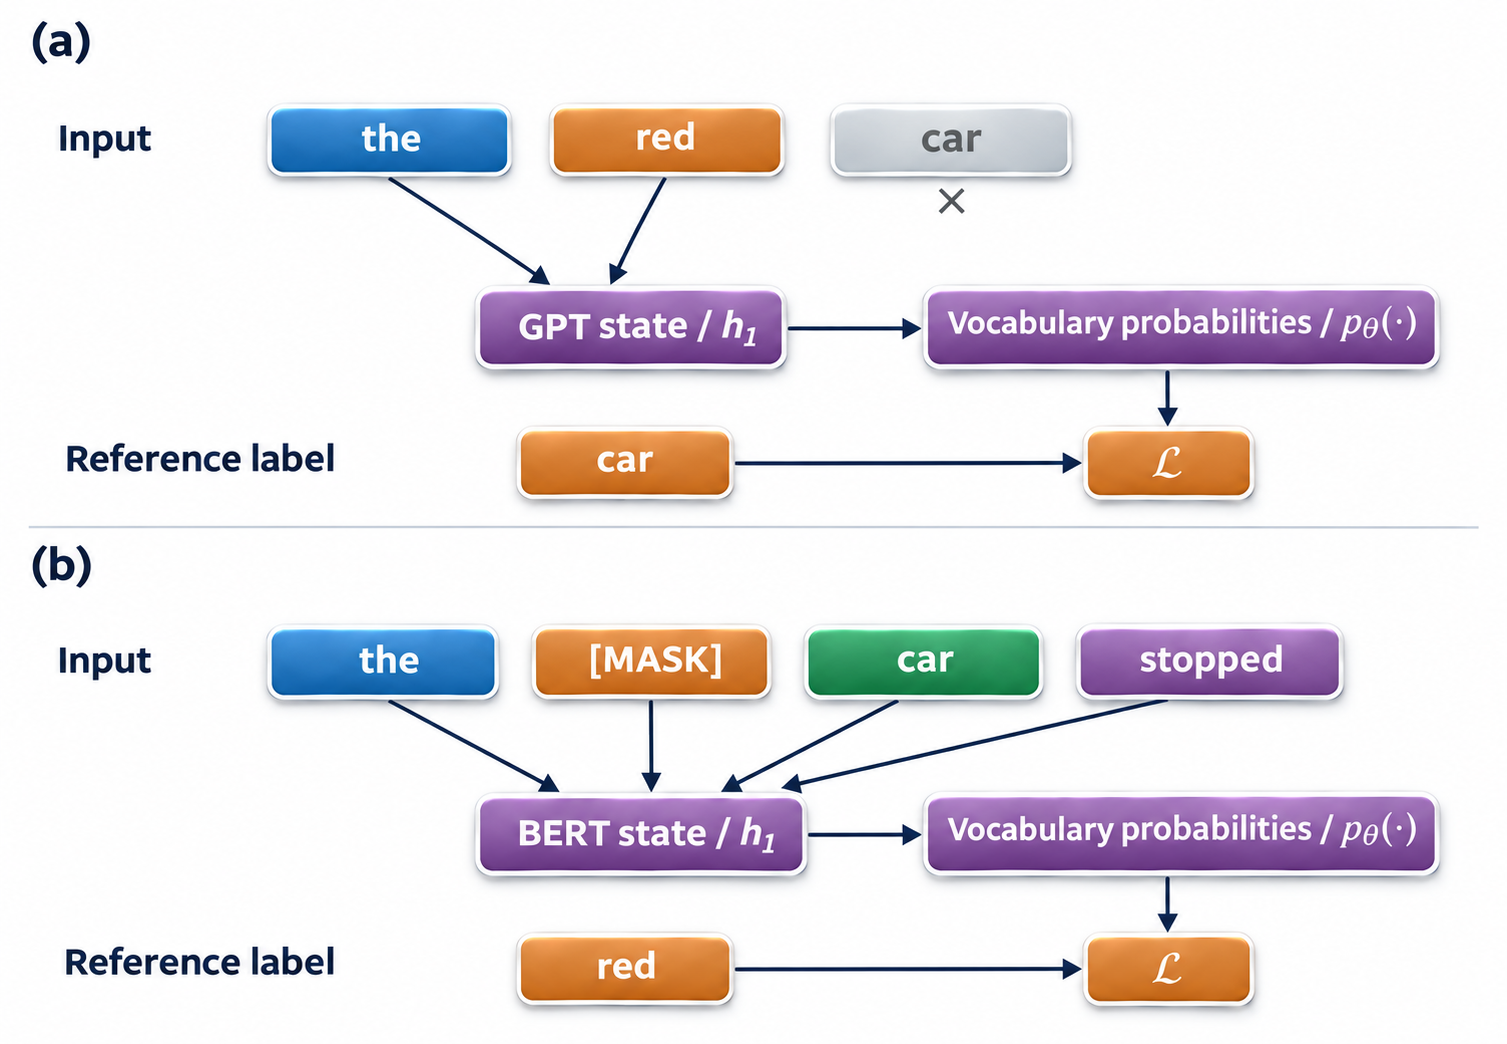 (a)
Input the red car
×
GPT state / h₁ Vocabulary probabilities / pθ(·)
Reference label car ℒ
(b)
Input the [MASK] car stopped
BERT state / h₁ Vocabulary probabilities / pθ(·)
Reference label red ℒ